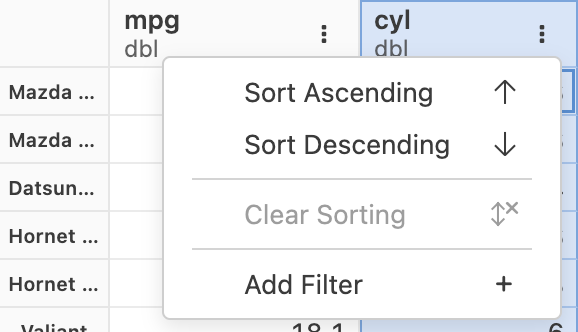 mpg
dbl
cyl
dbl
Mazda ...
Sort Ascending
Mazda ...
Sort Descending
Datsun...
Clear Sorting
Hornet ...
Hornet ...
Add Filter
Valiant
18.1
6